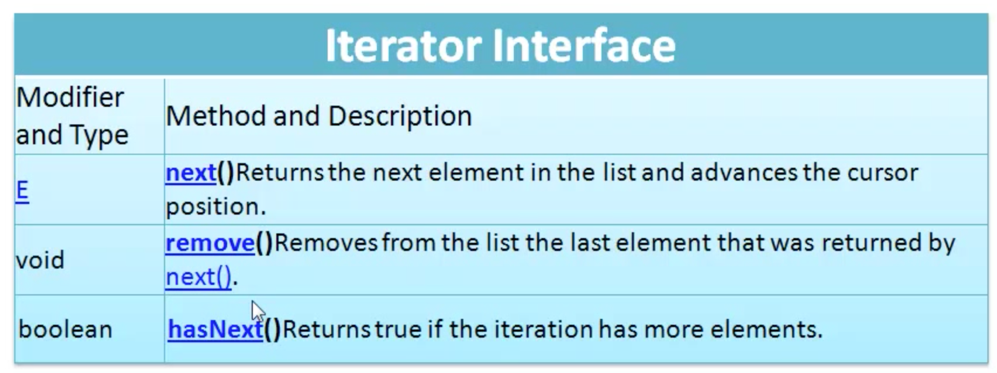 Iterator Interface
Modifier
and Type
Method and Description
E
next()Returns the next element in the list and advances the cursor
position.
void
remove()Removes from the list the last element that was returned by
next().
boolean
hasNext()Returns true if the iteration has more elements.